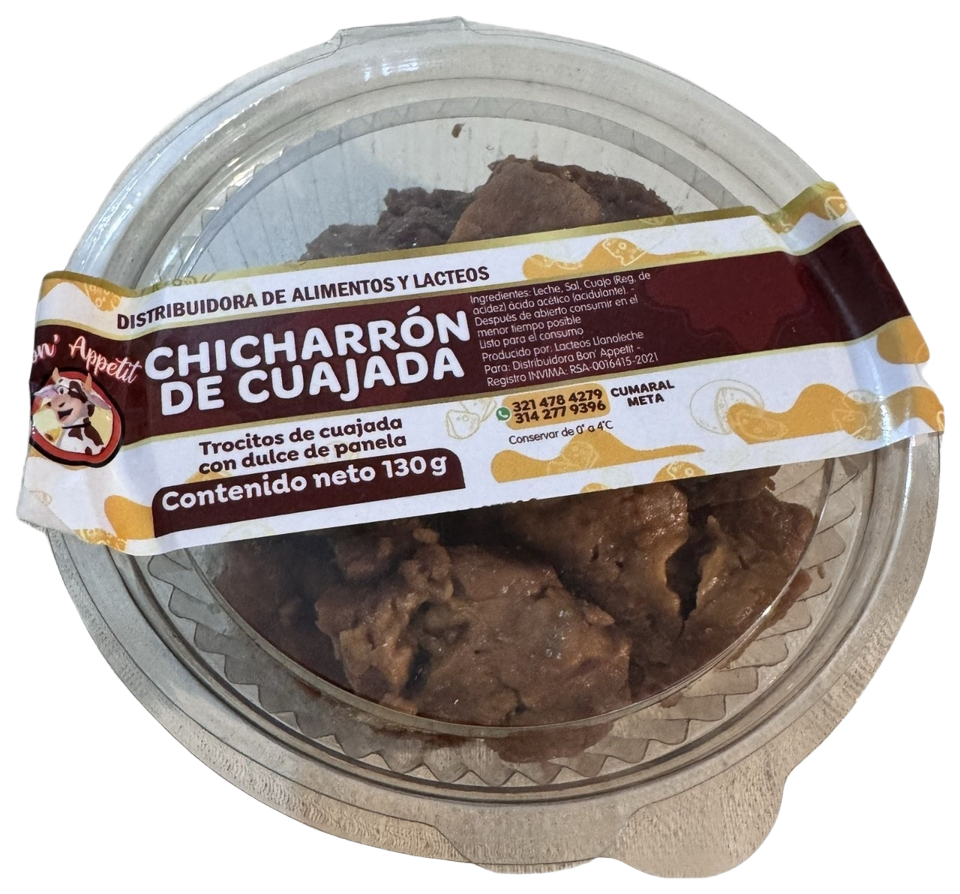 DISTRIBUIDORA DE ALIMENTOS Y LACTEOS
Bon' Appetit
CHICHARRÓN
DE CUAJADA
Trocitos de cuajada
con dulce de panela
Contenido neto 130g
Ingredientes: Leche, Sal, Cuajo (Reg. de
acidez) ácido acético (acidulante). -
Después de abierto consumir en el
menor tiempo posible
Listo para el consumo
Producido por: Lacteos Llanoleche
Para: Distribuidora Bon' Appetit -
Registro INVIMA: RSA-0016415-2021
321 478 4279
314 277 9396
CUMARAL
META
Conservar de 0° a 4°C